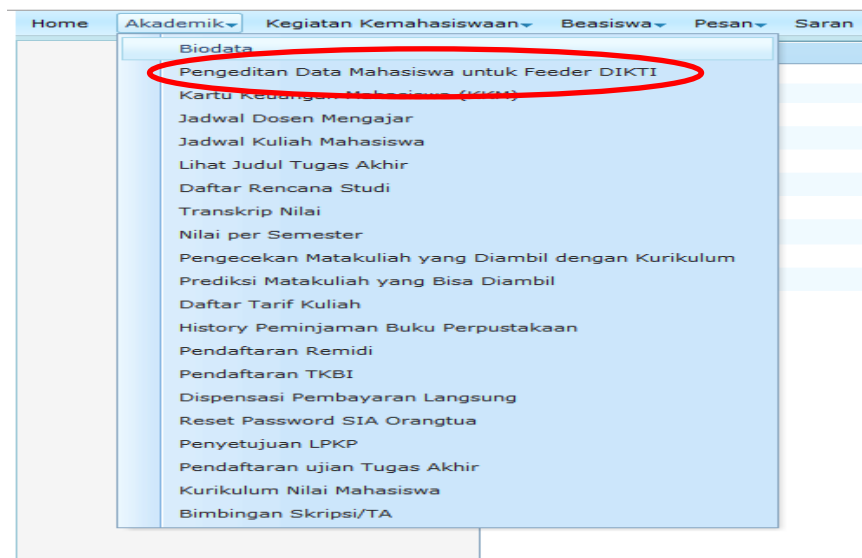 Home Akademik Kegiatan Kemahasiswaan Beasiswa Pesan Saran
Biodata
Pengeditan Data Mahasiswa untuk Feeder DIKTI
Kartu Keuangan Mahasiswa (KKM)
Jadwal Dosen Mengajar
Jadwal Kuliah Mahasiswa
Lihat Judul Tugas Akhir
Daftar Rencana Studi
Transkrip Nilai
Nilai per Semester
Pengecekan Matakuliah yang Diambil dengan Kurikulum
Prediksi Matakuliah yang Bisa Diambil
Daftar Tarif Kuliah
History Peminjaman Buku Perpustakaan
Pendaftaran Remidi
Pendaftaran TKBI
Dispensasi Pembayaran Langsung
Reset Password SIA Orangtua
Penyetujuan LPKP
Pendaftaran ujian Tugas Akhir
Kurikulum Nilai Mahasiswa
Bimbingan Skripsi/TA